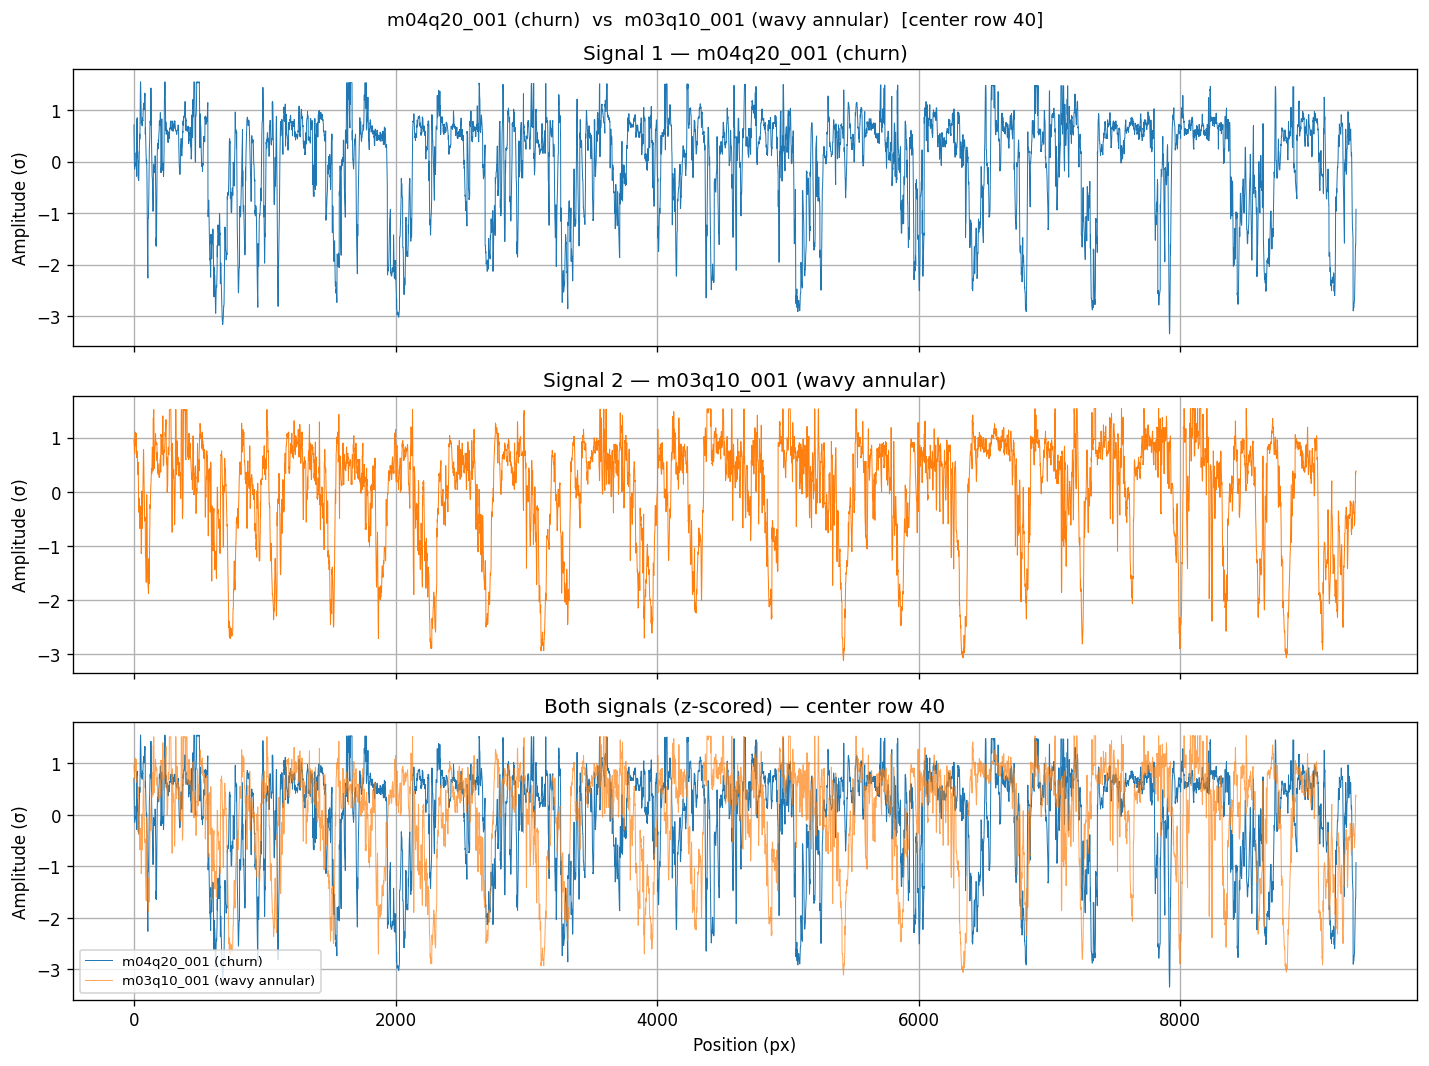 m04q20_001 (churn)  vs  m03q10_001 (wavy annular)  [center row 40]
Signal 1 — m04q20_001 (churn)
1
0
−1
−2
−3
Amplitude (σ)
Signal 2 — m03q10_001 (wavy annular)
1
0
−1
−2
−3
Amplitude (σ)
Both signals (z-scored) — center row 40
1
0
−1
−2
−3
Amplitude (σ)
m04q20_001 (churn)
m03q10_001 (wavy annular)
0 2000 4000 6000 8000
Position (px)